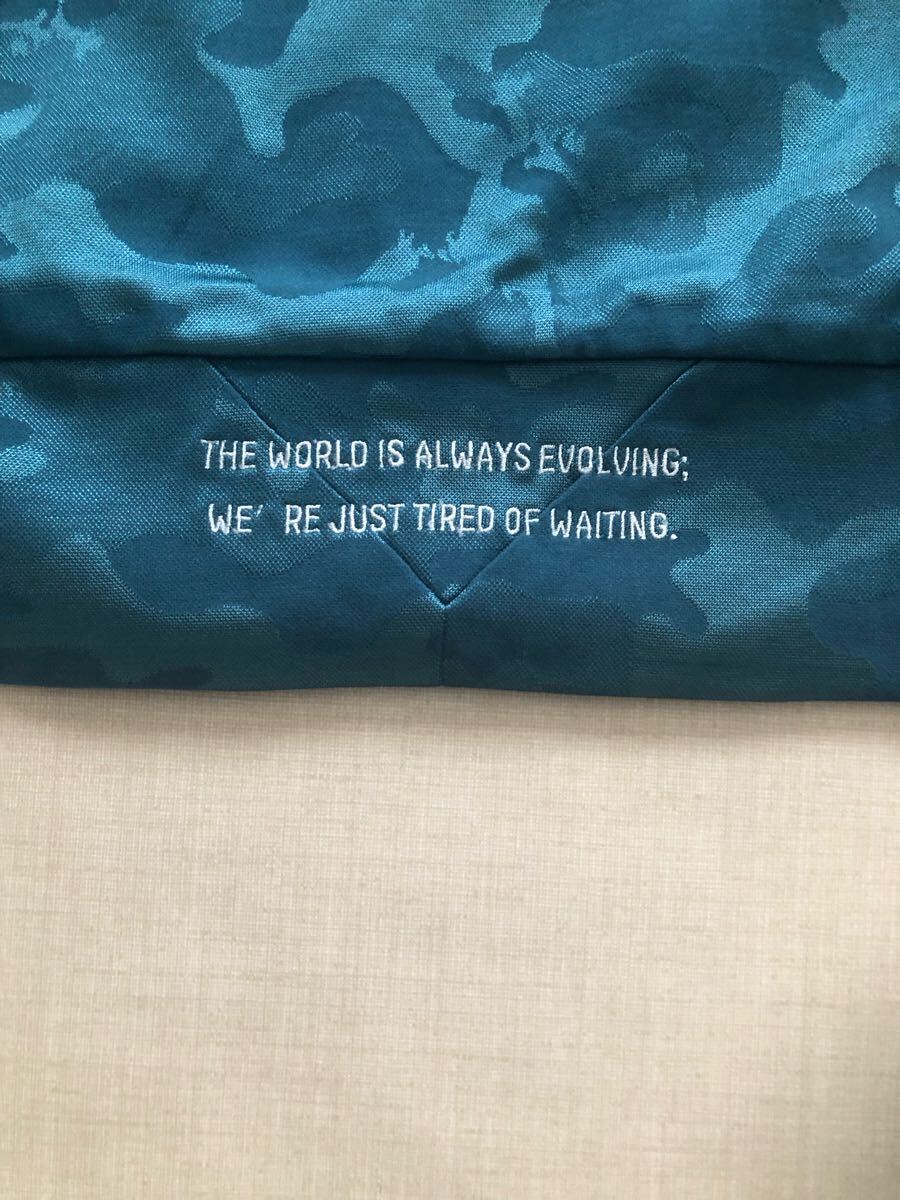 THE WORLD IS ALWAYS EVOLVING;
WE' RE JUST TIRED OF WAITING.